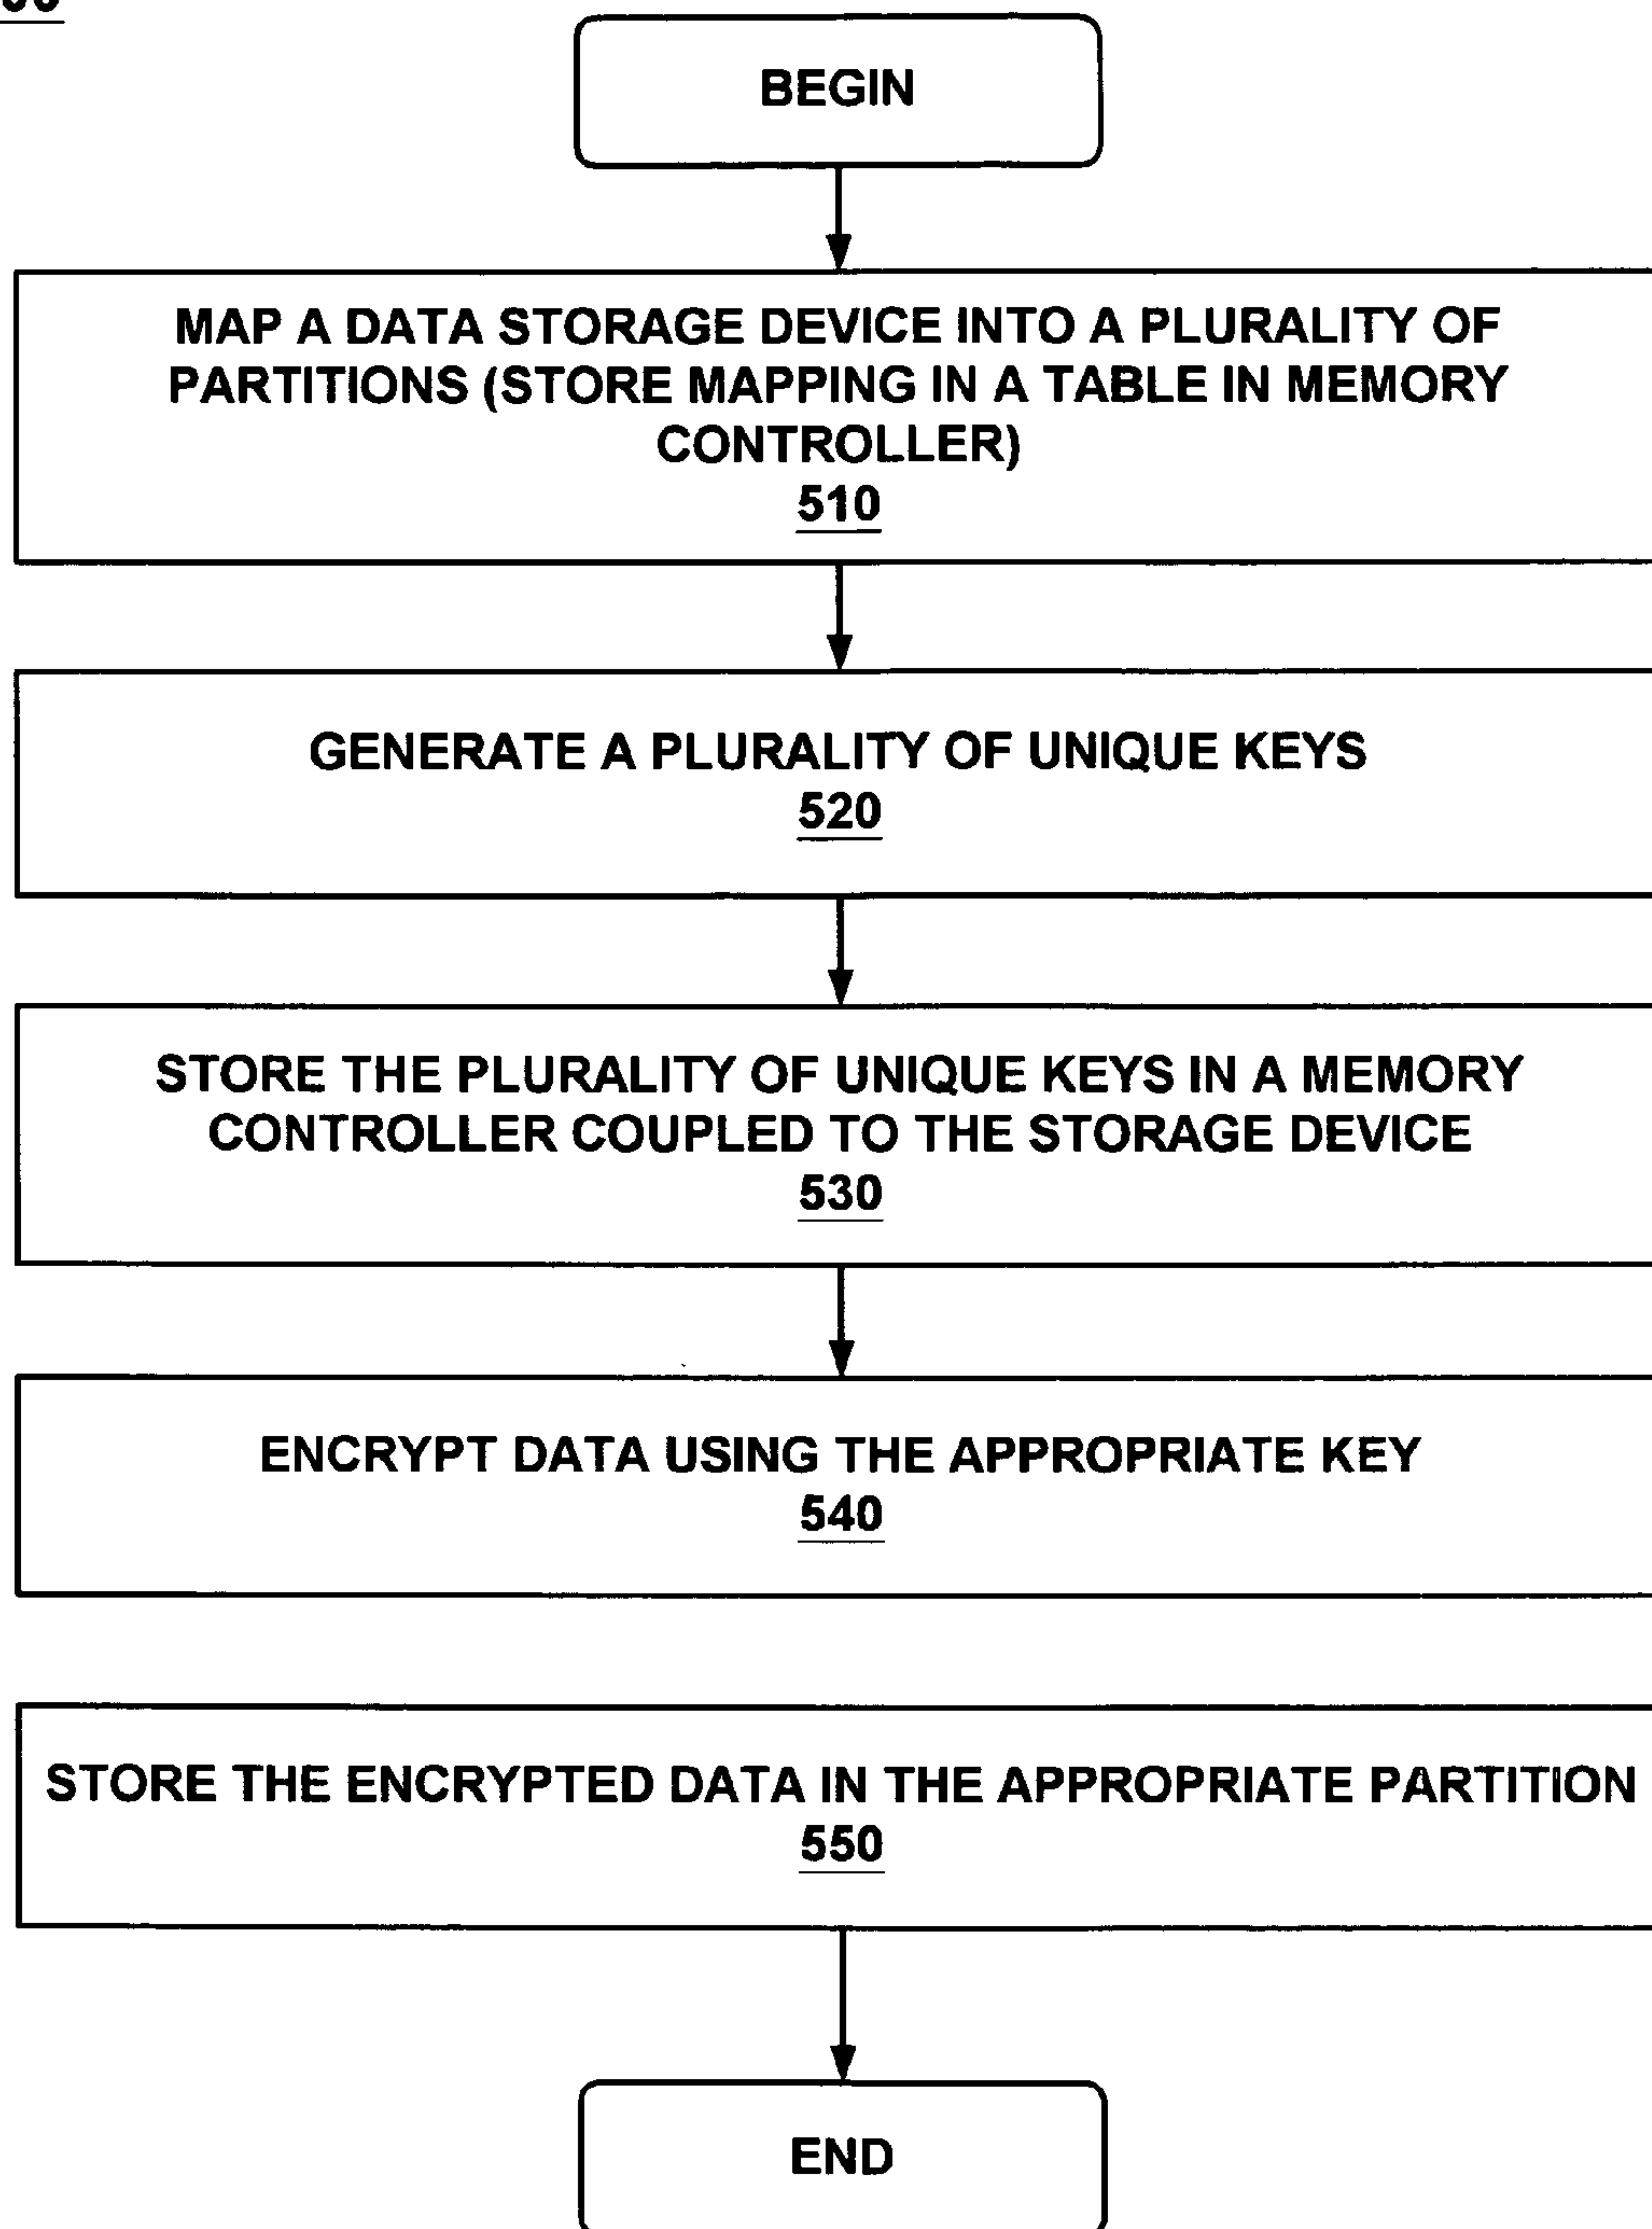 BEGIN
MAP A DATA STORAGE DEVICE INTO A PLURALITY OF
PARTITIONS (STORE MAPPING IN A TABLE IN MEMORY
CONTROLLER)
510
GENERATE A PLURALITY OF UNIQUE KEYS
520
STORE THE PLURALITY OF UNIQUE KEYS IN A MEMORY
CONTROLLER COUPLED TO THE STORAGE DEVICE
530
ENCRYPT DATA USING THE APPROPRIATE KEY
540
STORE THE ENCRYPTED DATA IN THE APPROPRIATE PARTITION
550
END